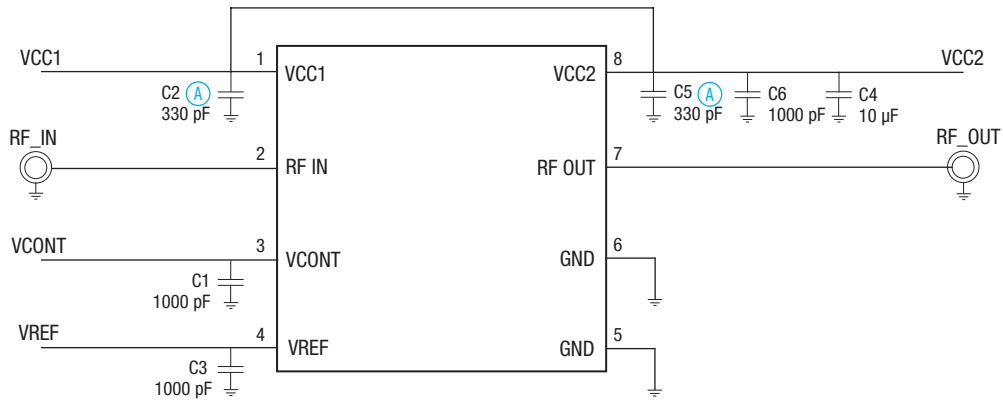 VCC1
1
VCC1
C2 A
330 pF
RF_IN
2
RF IN
VCONT
3
VCONT
C1
1000 pF
VREF
4
VREF
C3
1000 pF
VCC2
8
VCC2
C5 A
330 pF
C6
1000 pF
C4
10 µF
RF OUT
7
RF_OUT
GND
6
GND
5